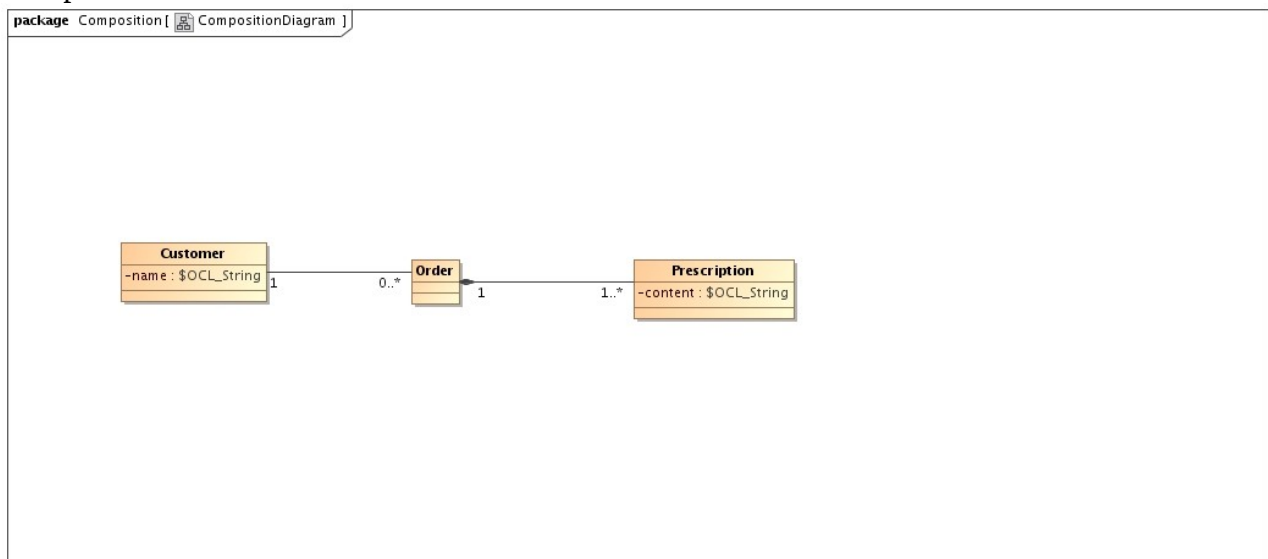 package Composition[ CompositionDiagram ]
Customer
-name : $OCL_String
1
0..*
Order
1
1..*
Prescription
-content : $OCL_String